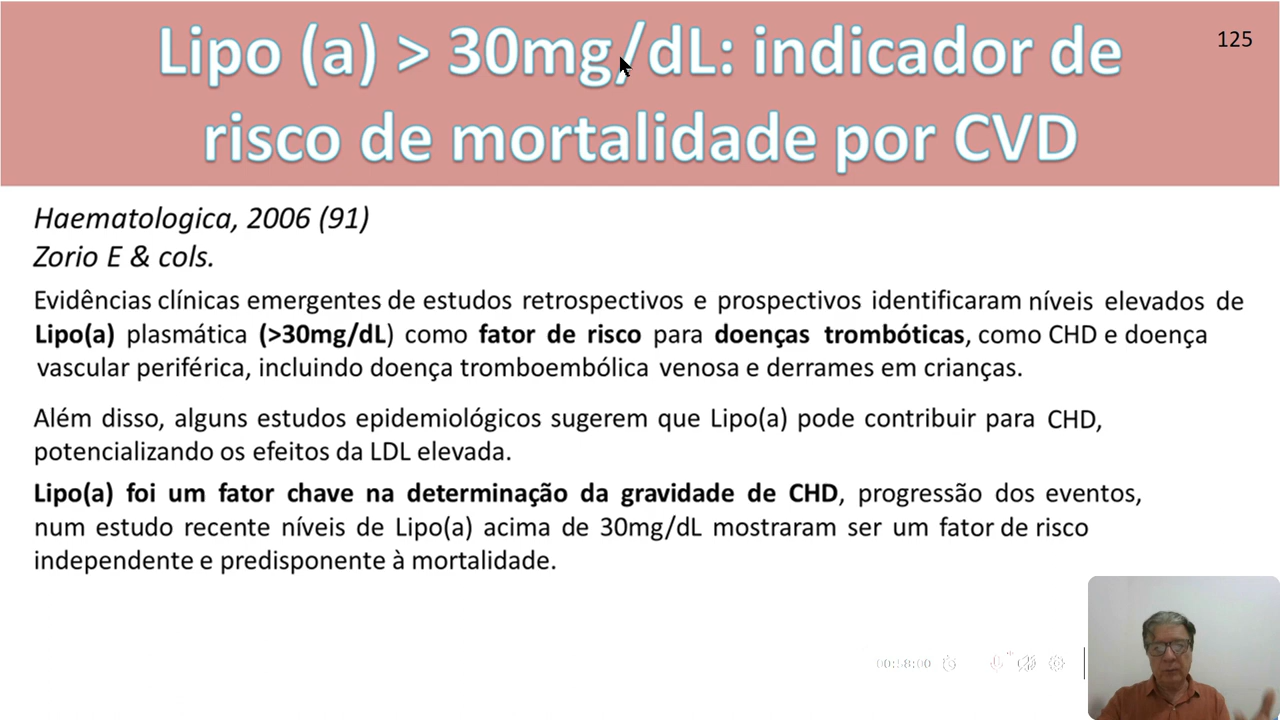 Lipo (a) > 30mg/dL: indicador de
125
risco de mortalidade por CVD
Haematologica, 2006 (91)
Zorio E & cols.
Evidências clínicas emergentes de estudos retrospectivos e prospectivos identificaram níveis elevados de
Lipo(a) plasmática (>30mg/dL) como fator de risco para doenças trombóticas, como CHD e doença
vascular periférica, incluindo doença tromboembólica venosa e derrames em crianças.
Além disso, alguns estudos epidemiológicos sugerem que Lipo(a) pode contribuir para CHD,
potencializando os efeitos da LDL elevada.
Lipo(a) foi um fator chave na determinação da gravidade de CHD, progressão dos eventos,
num estudo recente níveis de Lipo(a) acima de 30mg/dL mostraram ser um fator de risco
independente e predisponente à mortalidade.
00:58:00